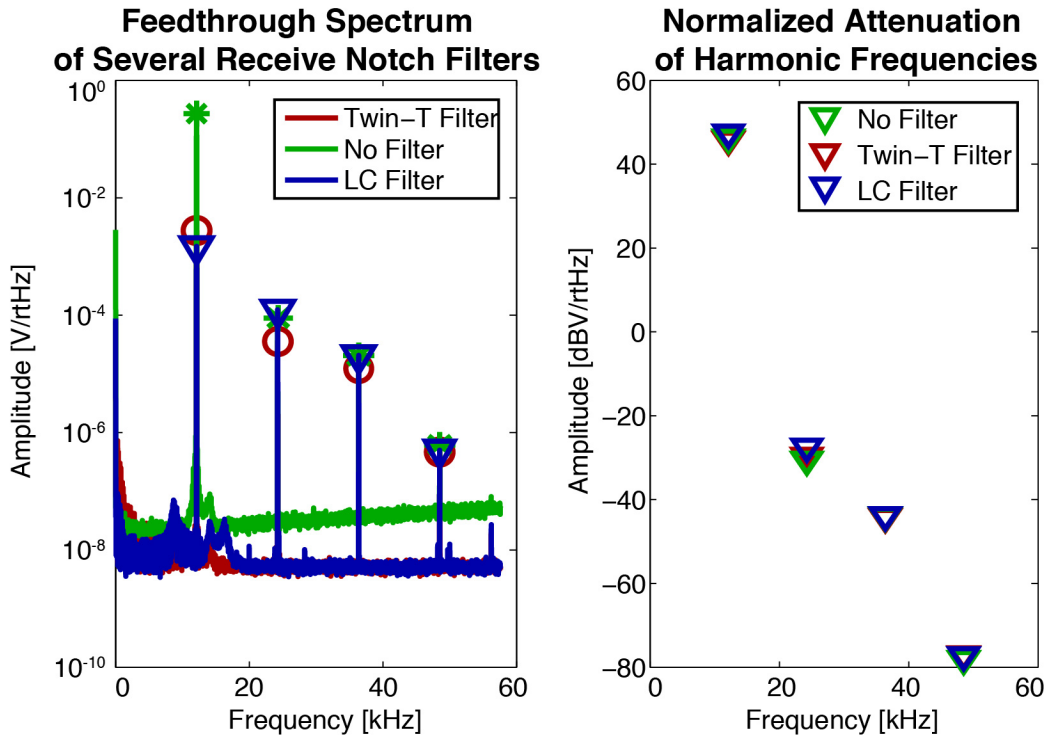 Feedthrough Spectrum
of Several Receive Notch Filters
Amplitude [V/rtHz]
10^0
10^-2
10^-4
10^-6
10^-8
10^-10
Twin−T Filter
No Filter
LC Filter
0
20
40
60
Frequency [kHz]
Normalized Attenuation
of Harmonic Frequencies
Amplitude [dBV/rtHz]
60
40
20
0
−20
−40
−60
−80
No Filter
Twin−T Filter
LC Filter
0
20
40
60
Frequency [kHz]